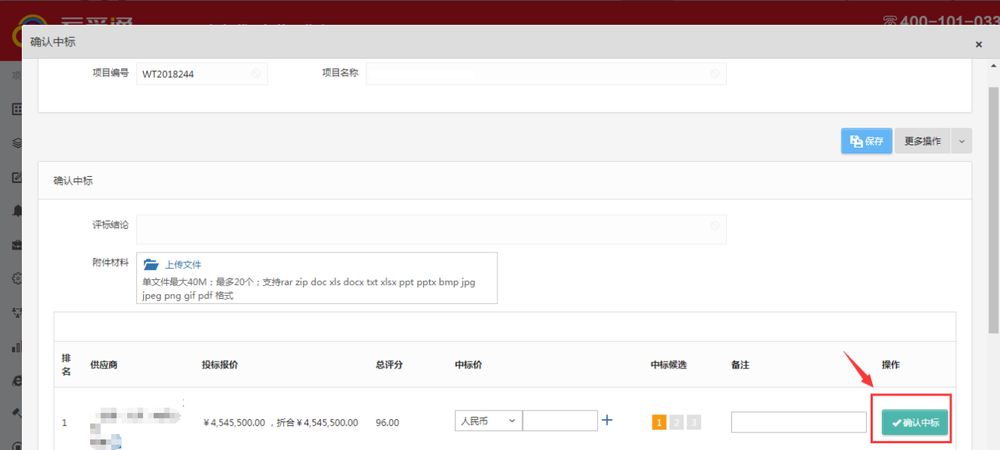 400-101-033
确认中标
×
项
项目编号 WT2018244 项目名称
保存 更多操作
确认中标
评标结论
附件材料 上传文件
单文件最大40M；最多20个；支持rar zip doc xls docx txt xlsx ppt pptx bmp jpg
jpeg png gif pdf 格式
排名 供应商 投标报价 总评分 中标价 中标候选 备注 操作
1 ￥4,545,500.00 ，折合￥4,545,500.00 96.00 人民币 + 1 2 3 确认中标